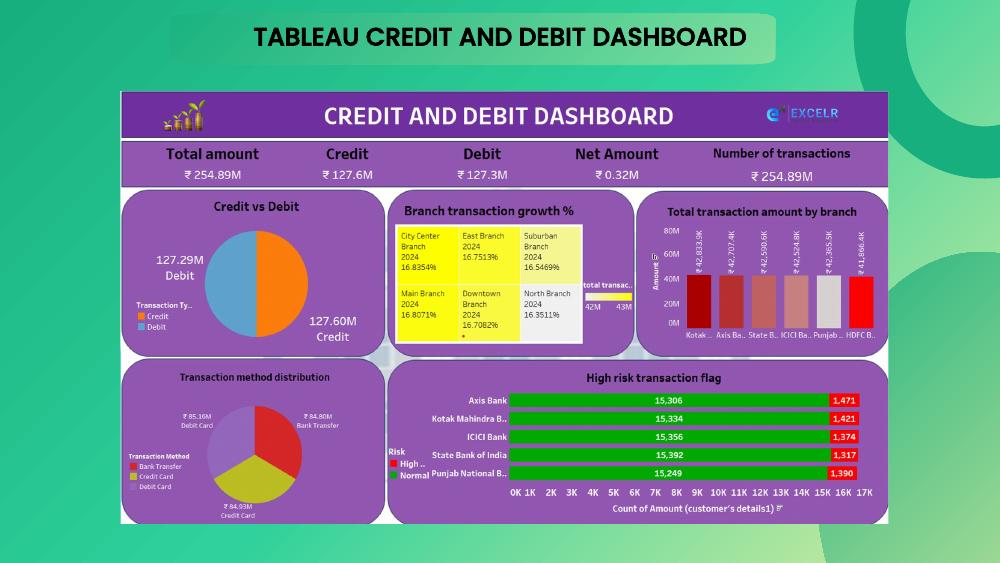 TABLEAU CREDIT AND DEBIT DASHBOARD
CREDIT AND DEBIT DASHBOARD
EXCELR
Total amount
₹ 254.89M
Credit
₹ 127.6M
Debit
₹ 127.3M
Net Amount
₹ 0.32M
Number of transactions
₹ 254.89M
Credit vs Debit
127.29M
Debit
Transaction Ty..
Credit
Debit
127.60M
Credit
Branch transaction growth %
City Center
Branch
2024
16.8354%
East Branch
2024
16.7513%
Suburban
Branch
2024
16.5469%
Main Branch
2024
16.8071%
Downtown
Branch
2024
16.7082%
North Branch
2024
16.3511%
total transac..
42M 43M
Total transaction amount by branch
80M
60M
40M
20M
0M
Amount
₹ 42,833.9K
₹ 42,707.4K
₹ 42,590.6K
₹ 42,524.8K
₹ 42,365.5K
₹ 41,866.4K
Kotak .. Axis Ba.. State B.. ICICI Ba.. Punjab .. HDFC B..
Transaction method distribution
₹ 85.16M
Debit Card
₹ 84.80M
Bank Transfer
Transaction Method
Bank Transfer
Credit Card
Debit Card
₹ 84.93M
Credit Card
High risk transaction flag
Axis Bank 15,306 1,471
Kotak Mahindra B.. 15,334 1,421
ICICI Bank 15,356 1,374
State Bank of India 15,392 1,317
Punjab National B.. 15,249 1,390
Risk
High ..
Normal
0K 1K 2K 3K 4K 5K 6K 7K 8K 9K 10K 11K 12K 13K 14K 15K 16K 17K
Count of Amount (customer's details1)